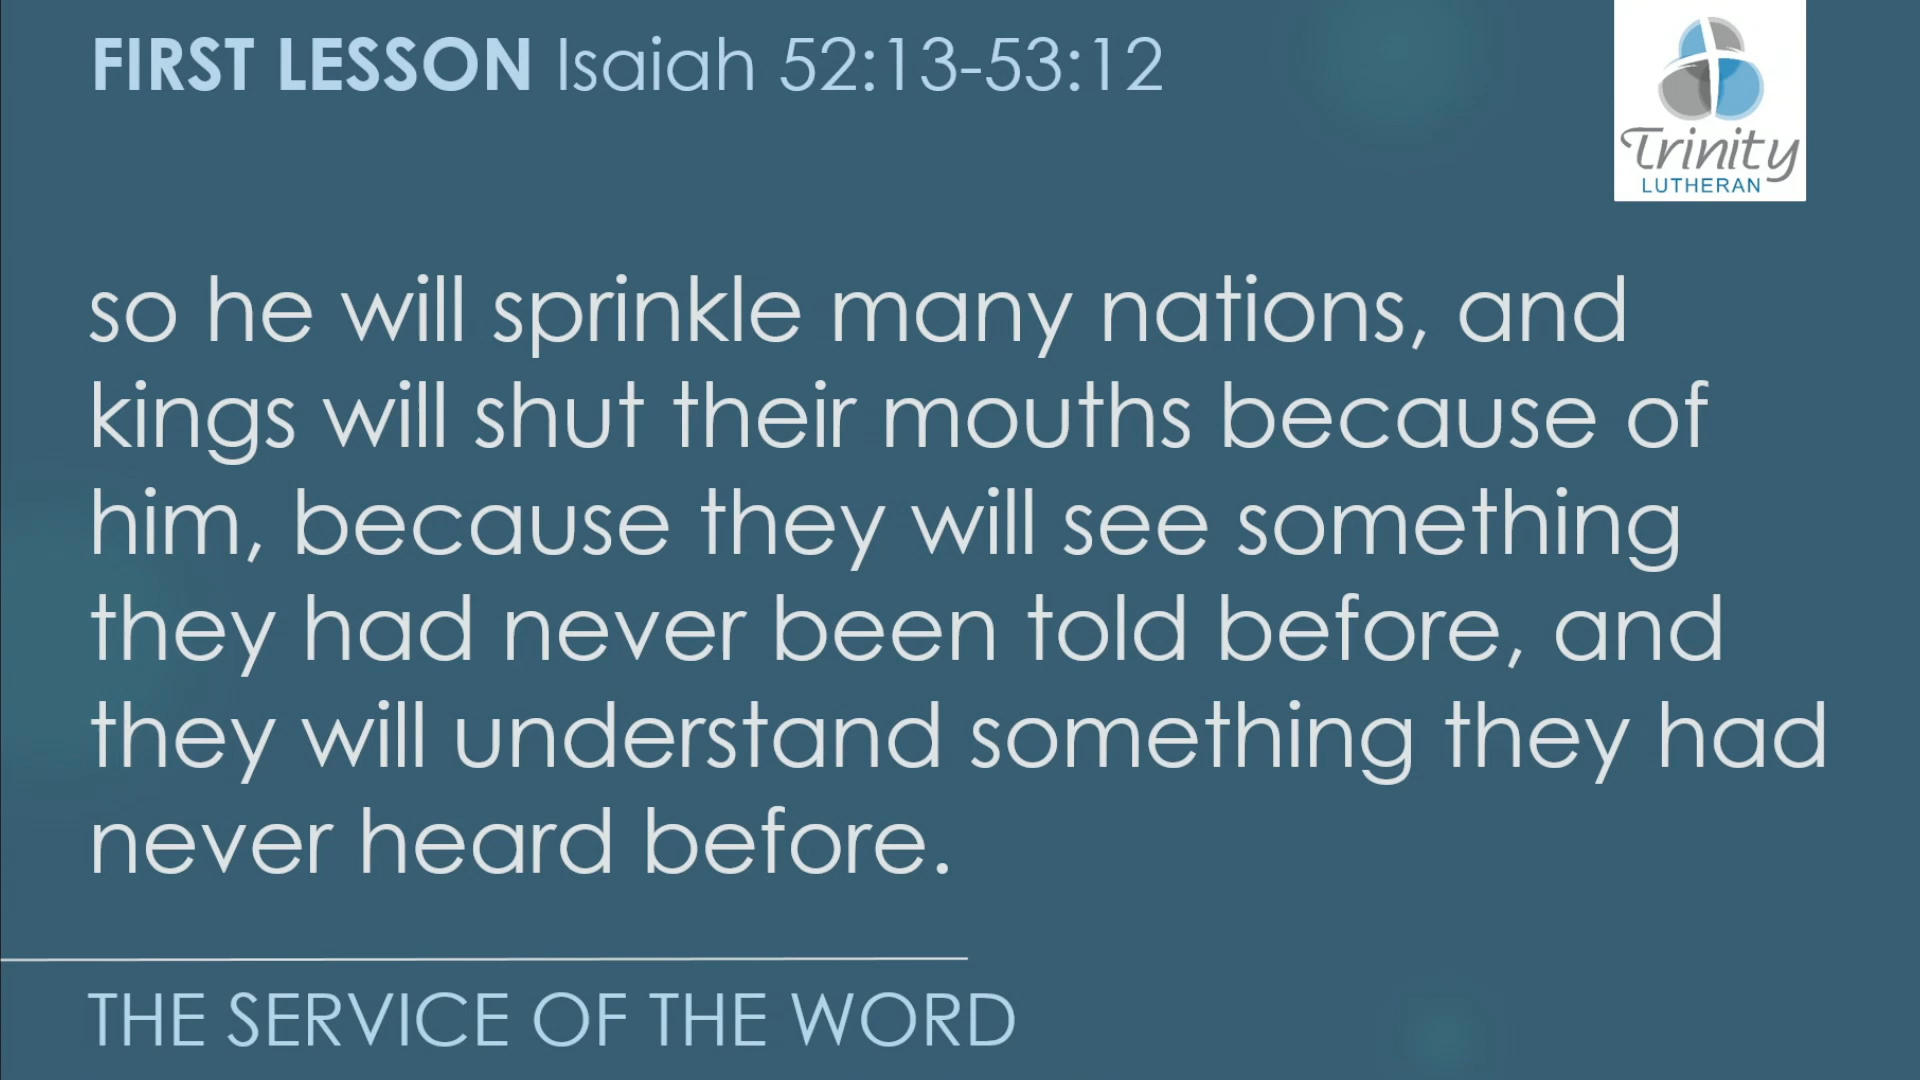 FIRST LESSON Isaiah 52:13-53:12
Trinity
LUTHERAN
so he will sprinkle many nations, and
kings will shut their mouths because of
him, because they will see something
they had never been told before, and
they will understand something they had
never heard before.
THE SERVICE OF THE WORD